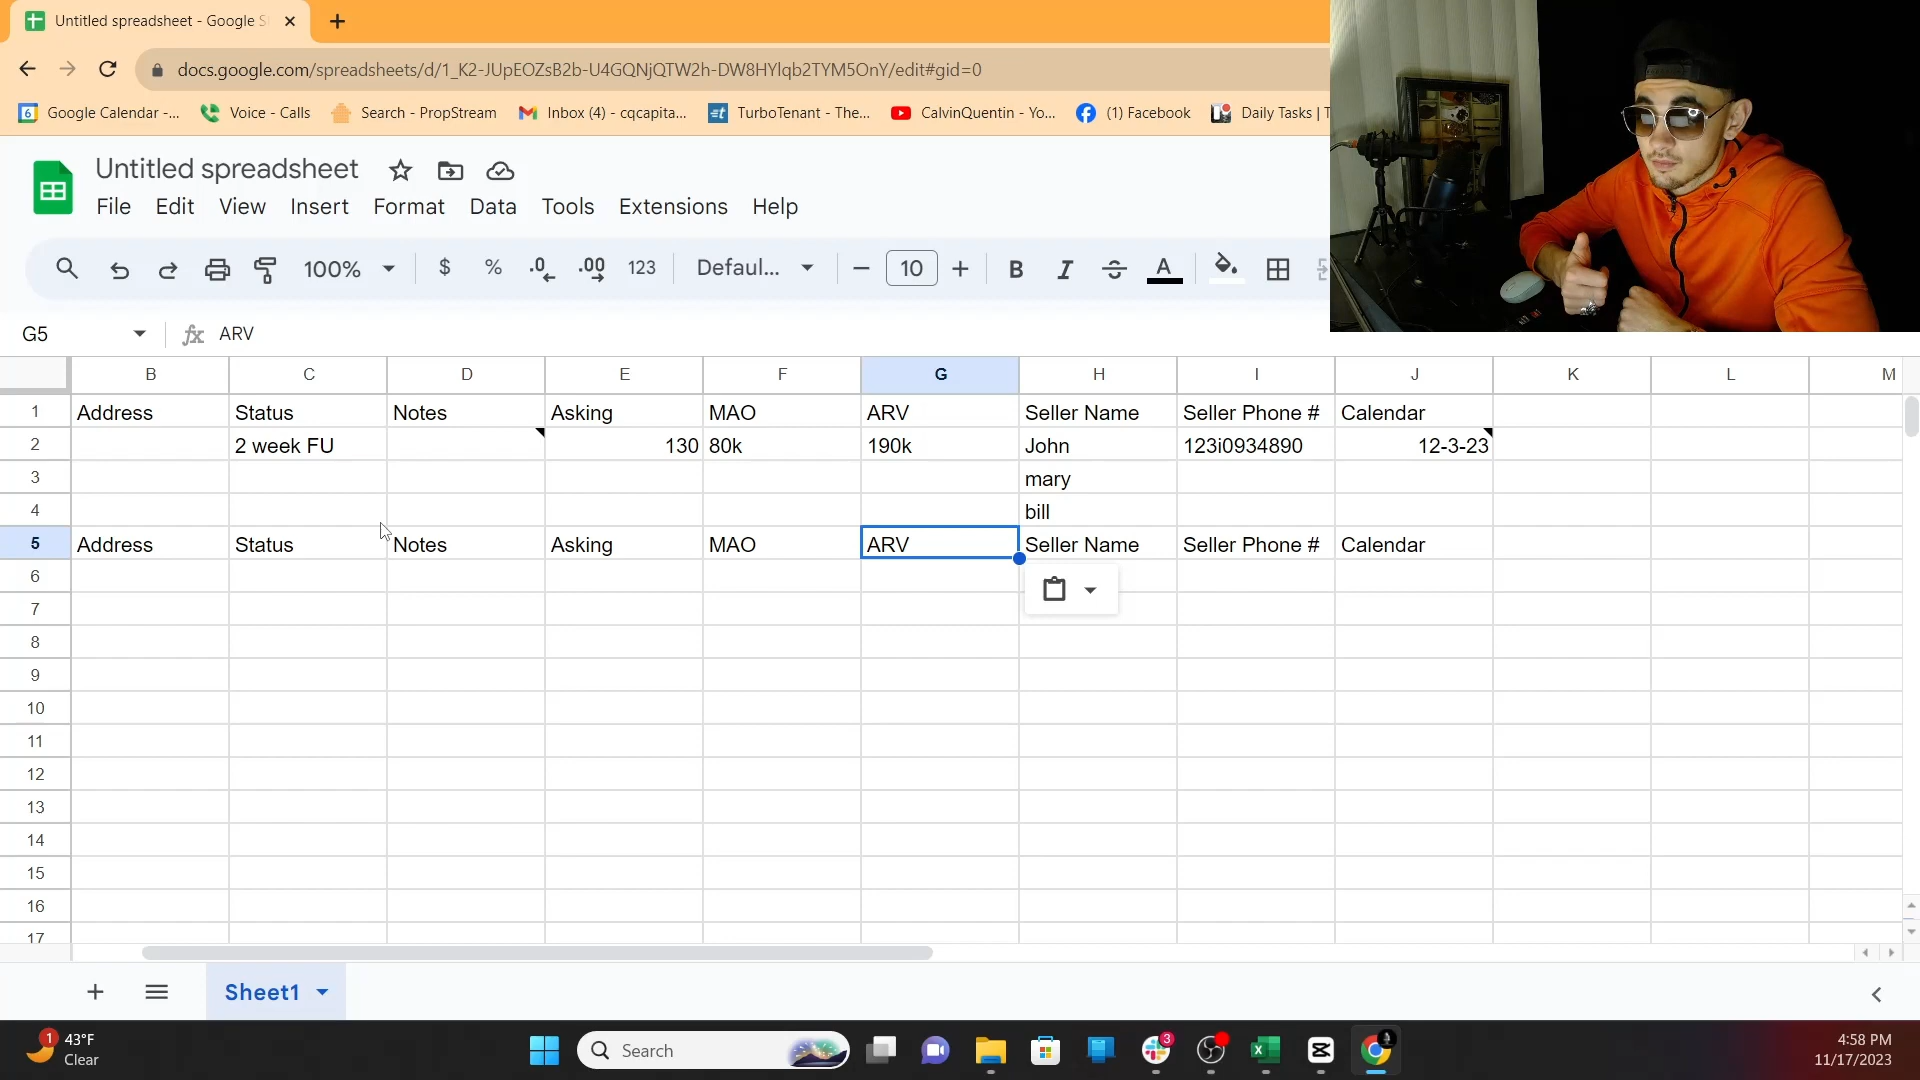 Untitled spreadsheet - Google S
docs.google.com/spreadsheets/d/1_K2-JUpEOZsB2b-U4GQNjQTW2h-DW8HYlqb2TYM5OnY/edit#gid=0
6 Google Calendar -... Voice - Calls Search - PropStream Inbox (4) - cqcapita... TurboTenant - The... CalvinQuentin - Yo... (1) Facebook Daily Tasks | T
Untitled spreadsheet
File Edit View Insert Format Data Tools Extensions Help
100% $ % .0 .00 123 Defaul... 10 B I A
G5 fx ARV
B C D E F G H I J K L M
1 Address Status Notes Asking MAO ARV Seller Name Seller Phone # Calendar
2 2 week FU 130 80k 190k John 123i0934890 12-3-23
3 mary
4 bill
5 Address Status Notes Asking MAO ARV Seller Name Seller Phone # Calendar
6
7
8
9
10
11
12
13
14
15
16
17
Sheet1
1 43°F
Clear
Search
3
4:58 PM
11/17/2023